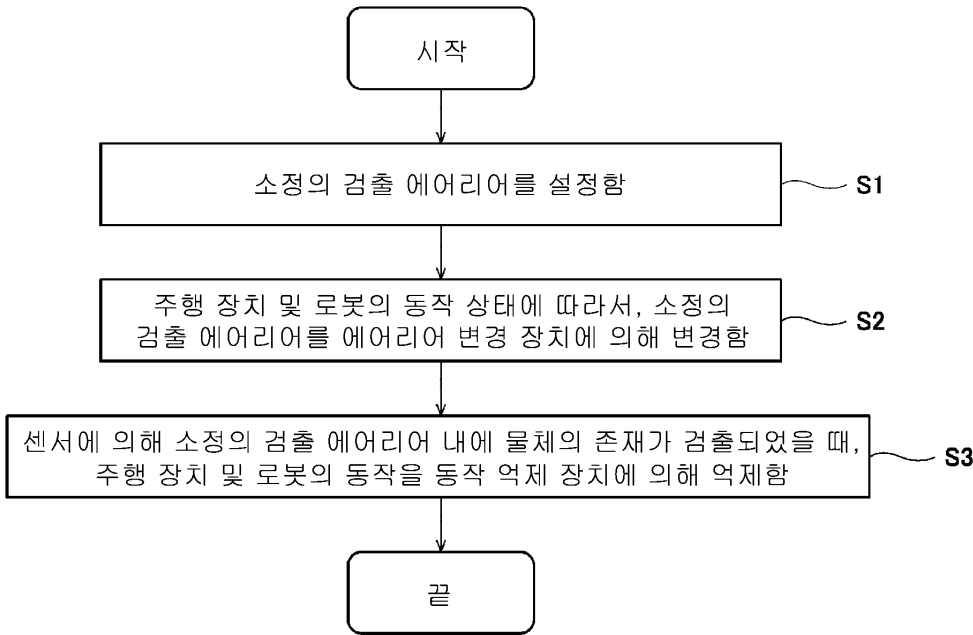 시작
소정의 검출 에어리어를 설정함
S1
주행 장치 및 로봇의 동작 상태에 따라서, 소정의
검출 에어리어를 에어리어 변경 장치에 의해 변경함
S2
센서에 의해 소정의 검출 에어리어 내에 물체의 존재가 검출되었을 때,
주행 장치 및 로봇의 동작을 동작 억제 장치에 의해 억제함
S3
끝